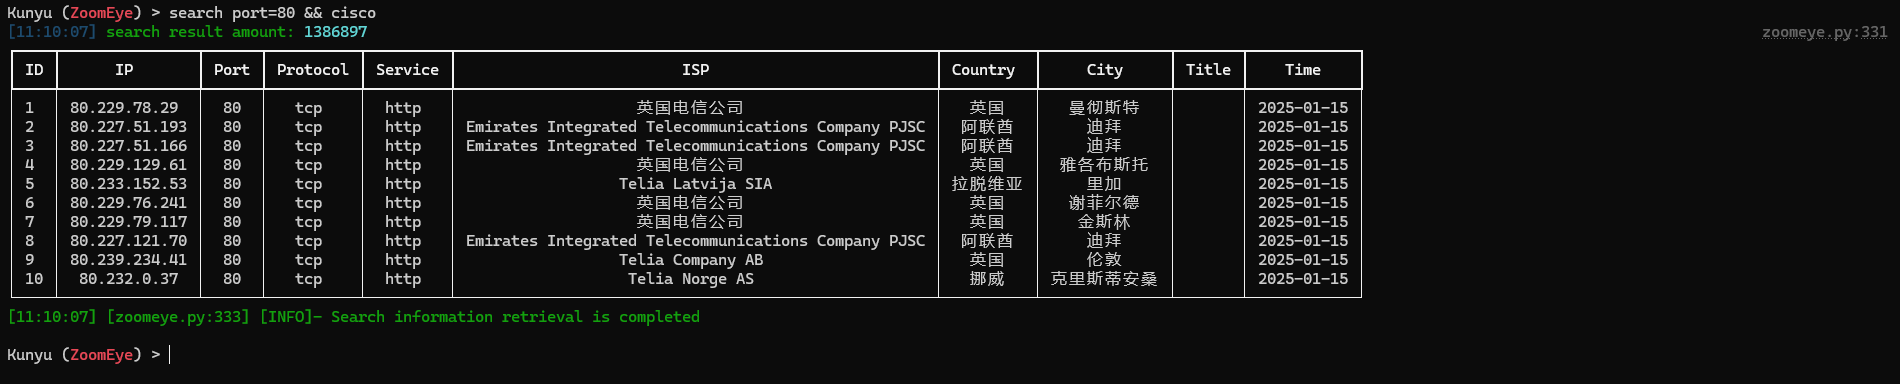 Kunyu (ZoomEye) > search port=80 && cisco
[11:10:07] search result amount: 1386897 zoomeye.py:331
ID IP Port Protocol Service ISP Country City Title Time
1 80.229.78.29 80 tcp http 英国电信公司 英国 曼彻斯特 2025-01-15
2 80.227.51.193 80 tcp http Emirates Integrated Telecommunications Company PJSC 阿联酋 迪拜 2025-01-15
3 80.227.51.166 80 tcp http Emirates Integrated Telecommunications Company PJSC 阿联酋 迪拜 2025-01-15
4 80.229.129.61 80 tcp http 英国电信公司 英国 雅各布斯托 2025-01-15
5 80.233.152.53 80 tcp http Telia Latvija SIA 拉脱维亚 里加 2025-01-15
6 80.229.76.241 80 tcp http 英国电信公司 英国 谢菲尔德 2025-01-15
7 80.229.79.117 80 tcp http 英国电信公司 英国 金斯林 2025-01-15
8 80.227.121.70 80 tcp http Emirates Integrated Telecommunications Company PJSC 阿联酋 迪拜 2025-01-15
9 80.239.234.41 80 tcp http Telia Company AB 英国 伦敦 2025-01-15
10 80.232.0.37 80 tcp http Telia Norge AS 挪威 克里斯蒂安桑 2025-01-15
[11:10:07] [zoomeye.py:333] [INFO]- Search information retrieval is completed
Kunyu (ZoomEye) >